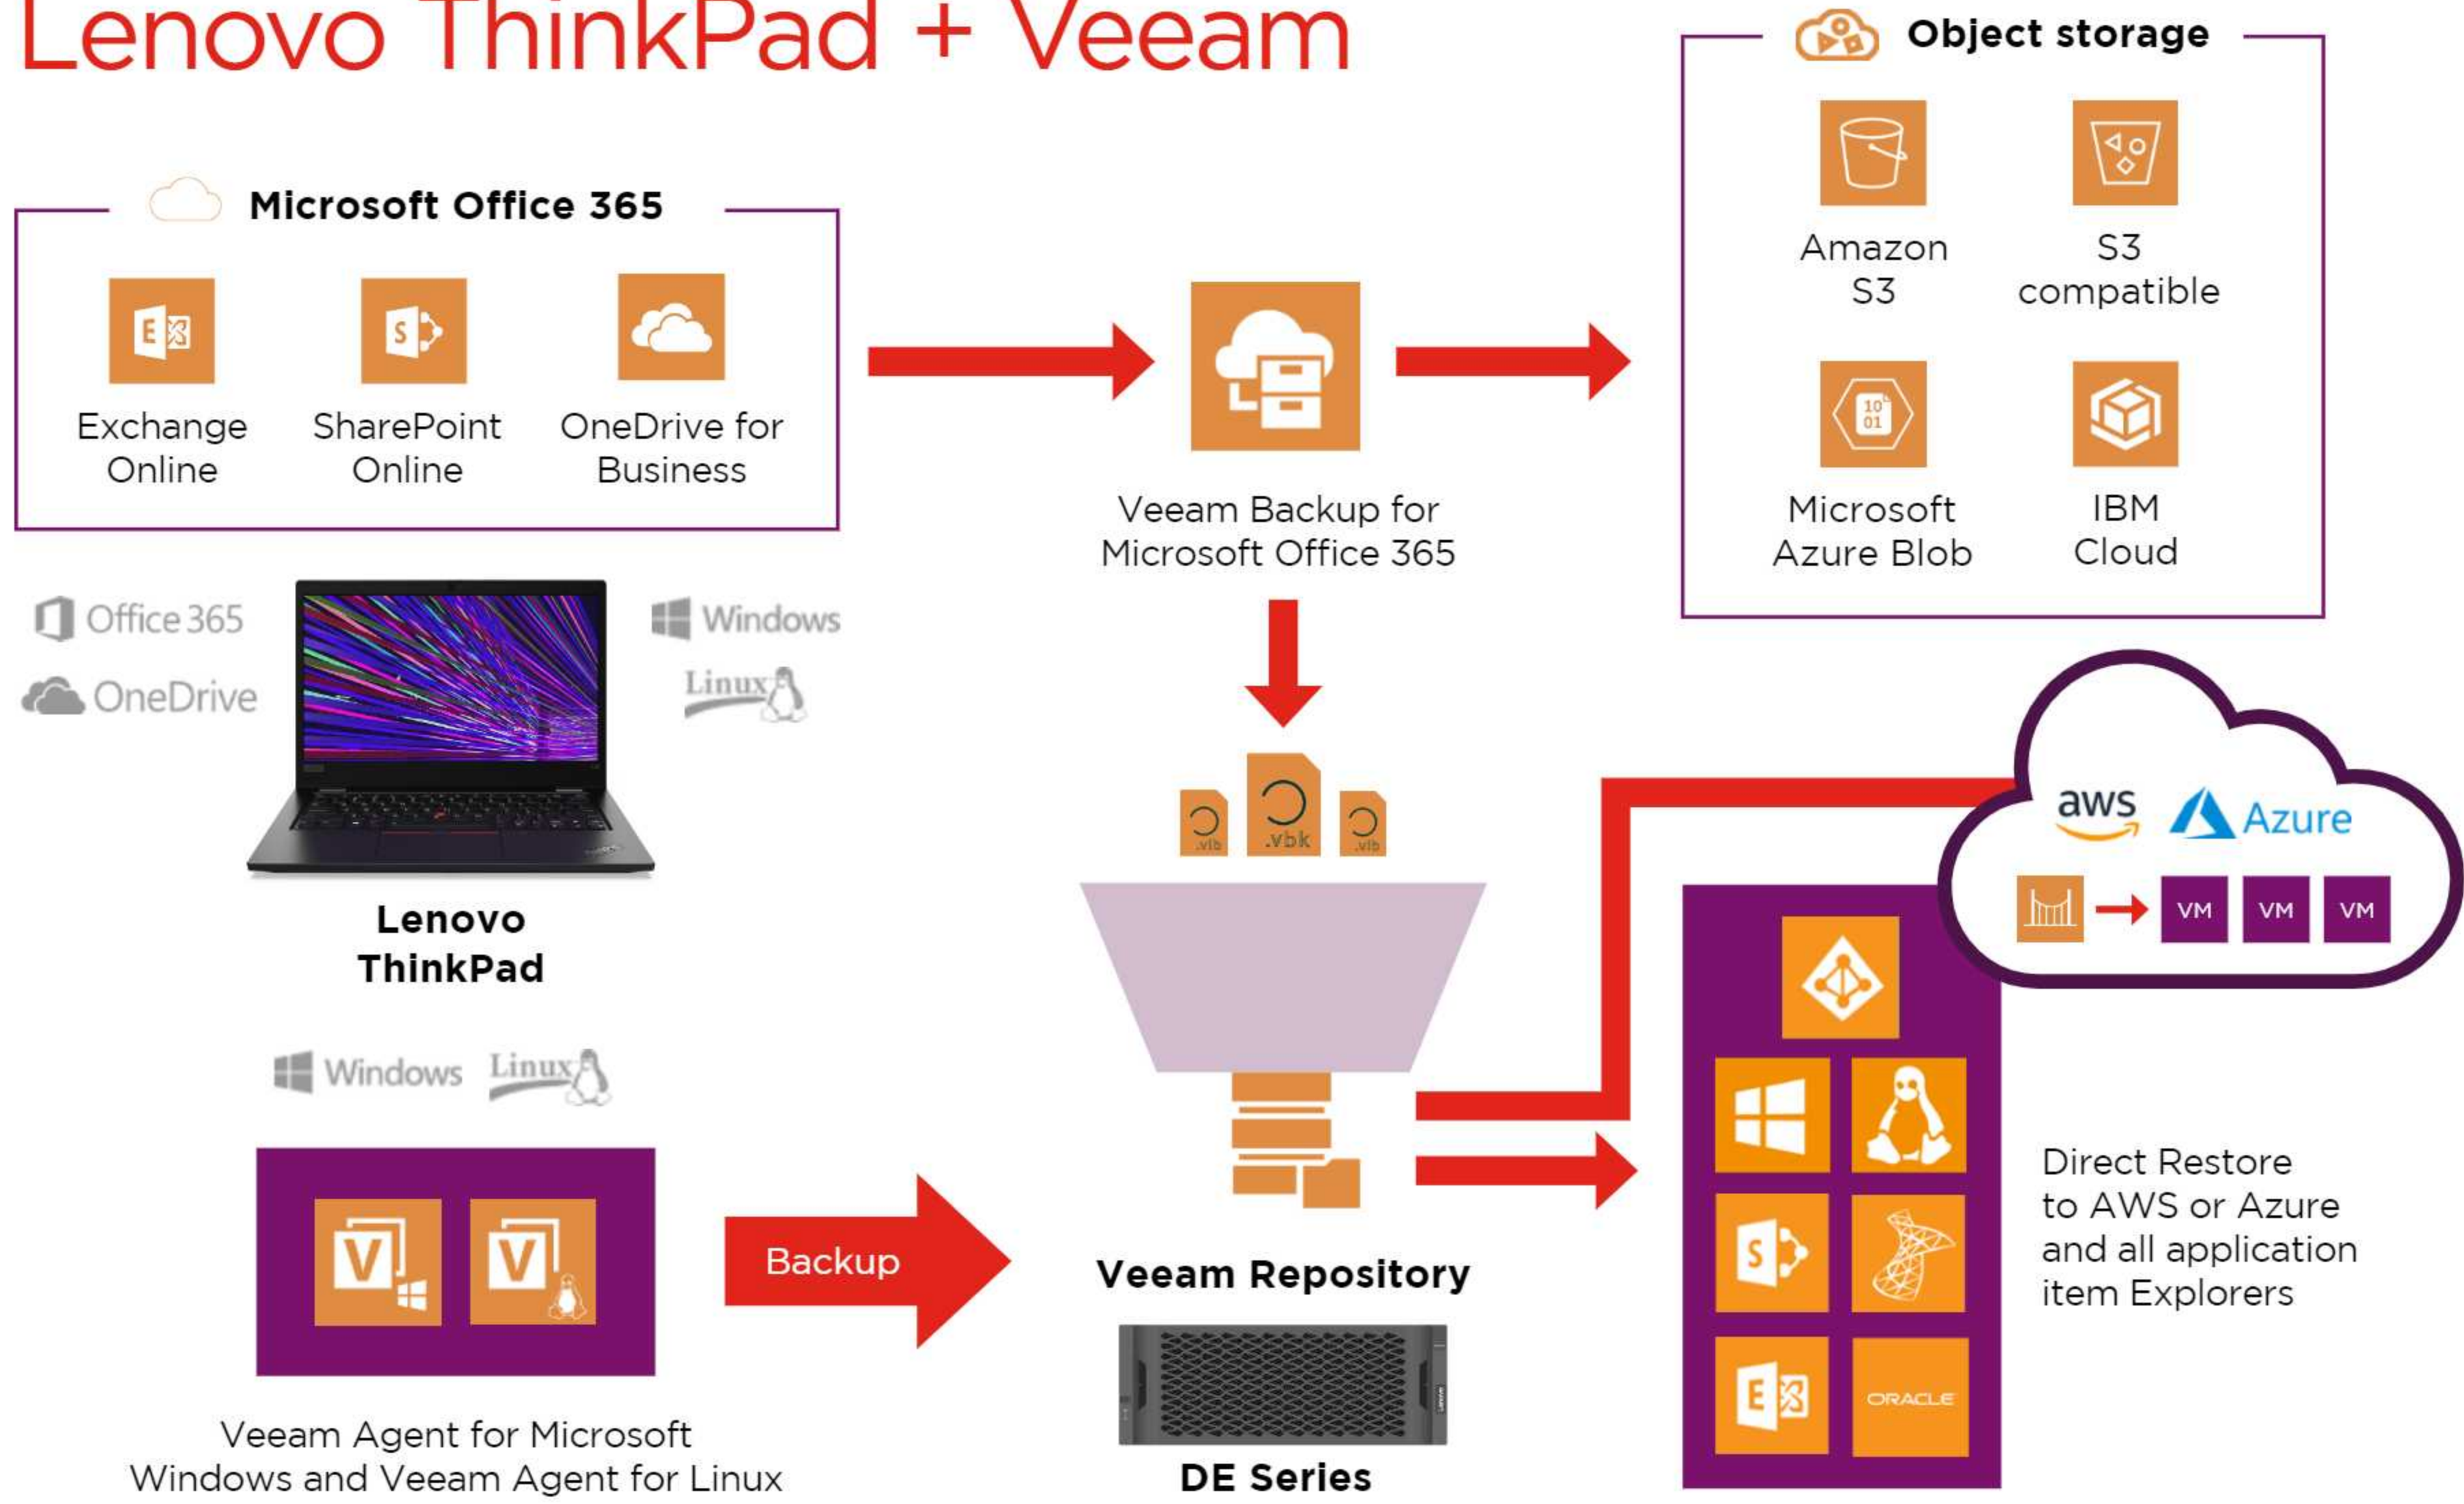 Lenovo ThinkPad + Veeam
Object storage
Amazon
S3
S3
compatible
Microsoft
Azure Blob
IBM
Cloud
Microsoft Office 365
E
S
Exchange
Online
SharePoint
Online
OneDrive for
Business
Veeam Backup for
Microsoft Office 365
10
01
Office 365
OneDrive
Windows
Linux
Lenovo
ThinkPad
.vib
.vbk
.vib
aws
Azure
VM
VM
VM
Windows
Linux
V
V
Backup
Veeam Agent for Microsoft
Windows and Veeam Agent for Linux
Veeam Repository
DE Series
S
E
ORACLE
Direct Restore
to AWS or Azure
and all application
item Explorers